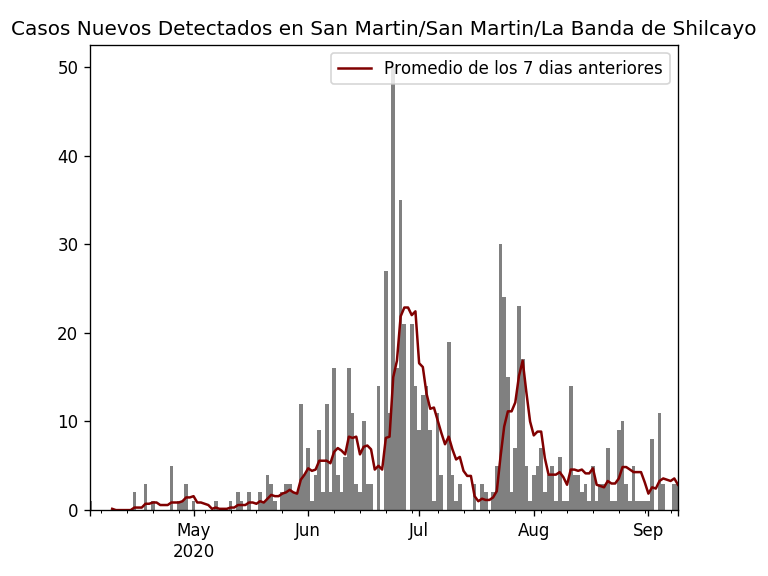 Casos Nuevos Detectados en San Martin/San Martin/La Banda de Shilcayo
Promedio de los 7 dias anteriores
50
40
30
20
10
0
May Jun Jul Aug Sep
2020